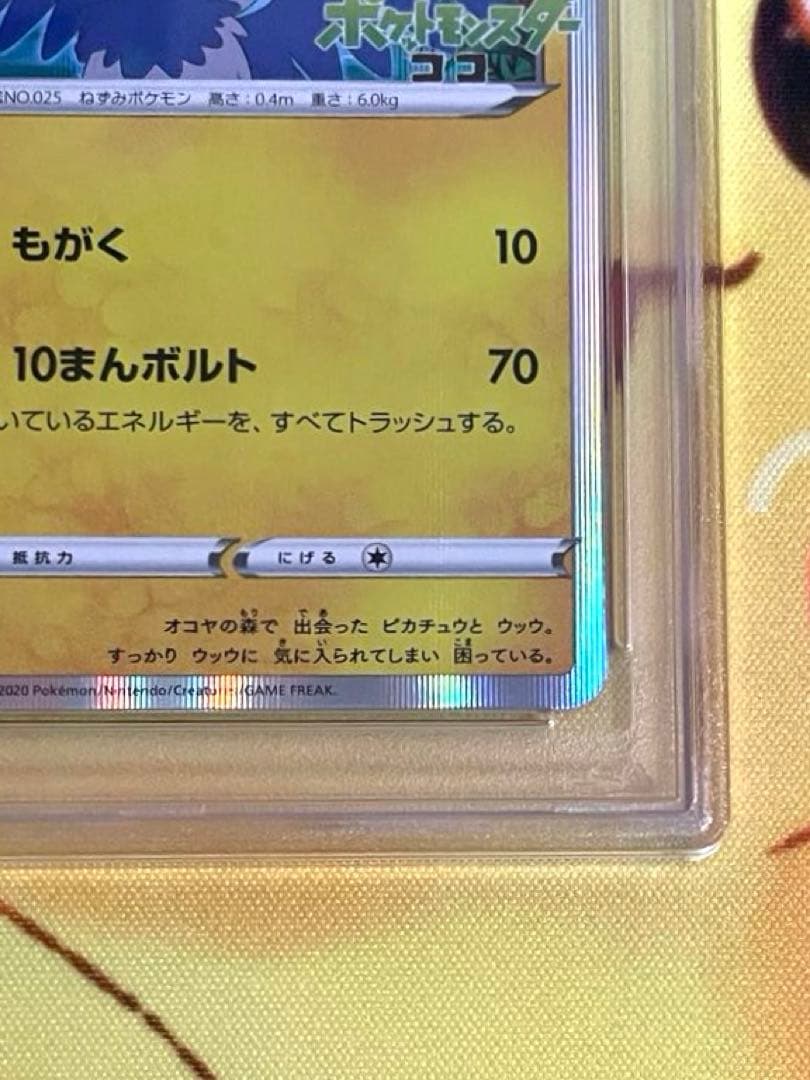 ポケットモンスター
ココ
NO.025 ねずみポケモン 高さ:0.4m 重さ:6.0kg
もがく 10
10まんボルト 70
いているエネルギーを、すべてトラッシュする。
抵抗力 にげる
オコヤの森で 出会った ピカチュウと ウッウ。
すっかり ウッウに 気に入られてしまい 困っている。
2020 Pokémon/Nintendo/Creatures/GAME FREAK.